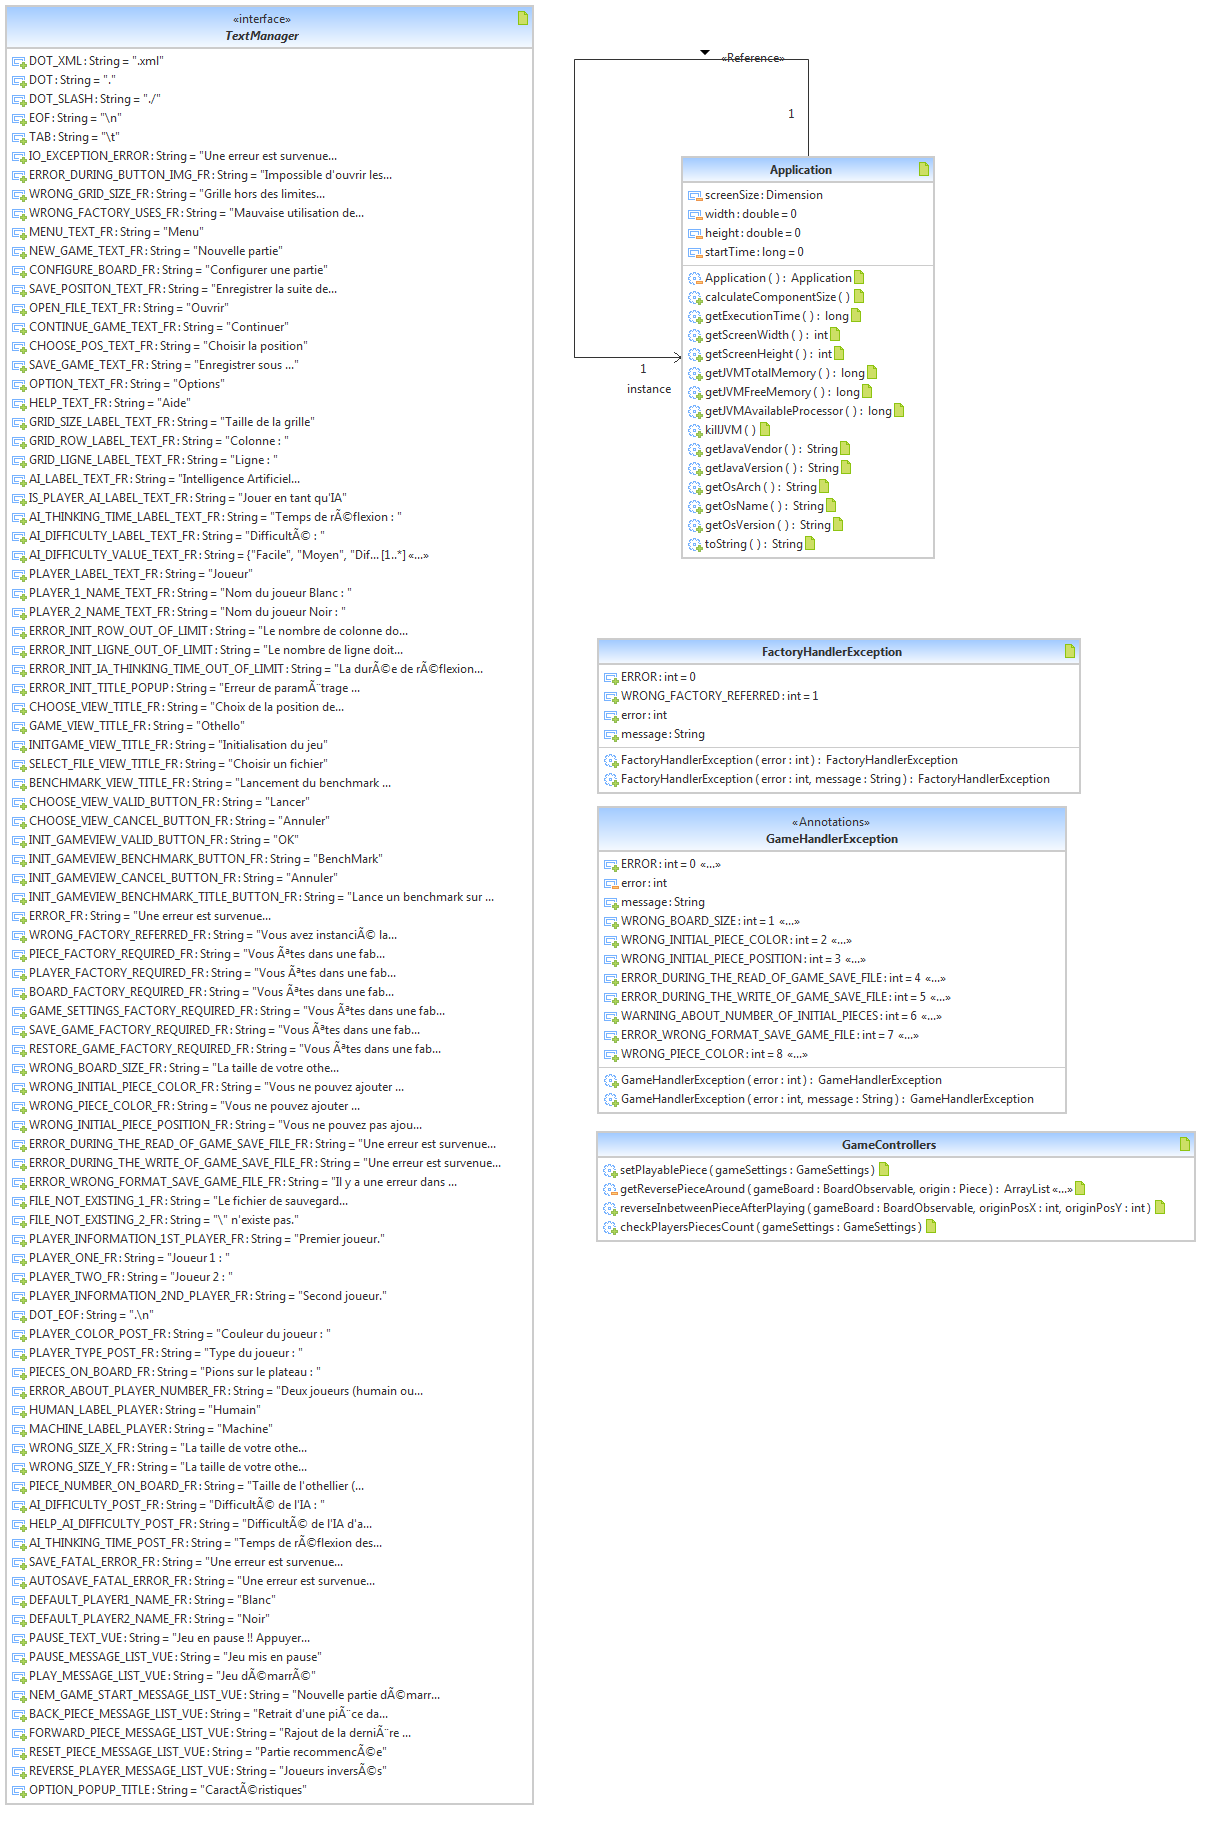 «interface»
TextManager
DOT_XML : String = ".xml"
DOT : String = "."
DOT_SLASH : String = "./"
EOF : String = "\n"
TAB : String = "\t"
IO_EXCEPTION_ERROR : String = "Une erreur est survenue...
ERROR_DURING_BUTTON_IMG_FR : String = "Impossible d'ouvrir les...
WRONG_GRID_SIZE_FR : String = "Grille hors des limites...
WRONG_FACTORY_USES_FR : String = "Mauvaise utilisation de...
MENU_TEXT_FR : String = "Menu"
NEW_GAME_TEXT_FR : String = "Nouvelle partie"
CONFIGURE_BOARD_FR : String = "Configurer une partie"
SAVE_POSITON_TEXT_FR : String = "Enregistrer la suite de...
OPEN_FILE_TEXT_FR : String = "Ouvrir"
CONTINUE_GAME_TEXT_FR : String = "Continuer"
CHOOSE_POS_TEXT_FR : String = "Choisir la position"
SAVE_GAME_TEXT_FR : String = "Enregistrer sous ..."
OPTION_TEXT_FR : String = "Options"
HELP_TEXT_FR : String = "Aide"
GRID_SIZE_LABEL_TEXT_FR : String = "Taille de la grille"
GRID_ROW_LABEL_TEXT_FR : String = "Colonne : "
GRID_LIGNE_LABEL_TEXT_FR : String = "Ligne : "
AI_LABEL_TEXT_FR : String = "Intelligence Artificiel...
IS_PLAYER_AI_LABEL_TEXT_FR : String = "Jouer en tant qu'IA"
AI_THINKING_TIME_LABEL_TEXT_FR : String = "Temps de rÃ©flexion : "
AI_DIFFICULTY_LABEL_TEXT_FR : String = "DifficultÃ© : "
AI_DIFFICULTY_VALUE_TEXT_FR : String = {"Facile", "Moyen", "Dif... [1..*] «...»
PLAYER_LABEL_TEXT_FR : String = "Joueur"
PLAYER_1_NAME_TEXT_FR : String = "Nom du joueur Blanc : "
PLAYER_2_NAME_TEXT_FR : String = "Nom du joueur Noir : "
ERROR_INIT_ROW_OUT_OF_LIMIT : String = "Le nombre de colonne do...
ERROR_INIT_LIGNE_OUT_OF_LIMIT : String = "Le nombre de ligne doit...
ERROR_INIT_IA_THINKING_TIME_OUT_OF_LIMIT : String = "La durÃ©e de rÃ©flexion...
ERROR_INIT_TITLE_POPUP : String = "Erreur de paramÃ¨trage ...
CHOOSE_VIEW_TITLE_FR : String = "Choix de la position de...
GAME_VIEW_TITLE_FR : String = "Othello"
INITGAME_VIEW_TITLE_FR : String = "Initialisation du jeu"
SELECT_FILE_VIEW_TITLE_FR : String = "Choisir un fichier"
BENCHMARK_VIEW_TITLE_FR : String = "Lancement du benchmark ...
CHOOSE_VIEW_VALID_BUTTON_FR : String = "Lancer"
CHOOSE_VIEW_CANCEL_BUTTON_FR : String = "Annuler"
INIT_GAMEVIEW_VALID_BUTTON_FR : String = "OK"
INIT_GAMEVIEW_BENCHMARK_BUTTON_FR : String = "BenchMark"
INIT_GAMEVIEW_CANCEL_BUTTON_FR : String = "Annuler"
INIT_GAMEVIEW_BENCHMARK_TITLE_BUTTON_FR : String = "Lance un benchmark sur ...
ERROR_FR : String = "Une erreur est survenue...
WRONG_FACTORY_REFERRED_FR : String = "Vous avez instanciÃ© la...
PIECE_FACTORY_REQUIRED_FR : String = "Vous Ãªtes dans une fab...
PLAYER_FACTORY_REQUIRED_FR : String = "Vous Ãªtes dans une fab...
BOARD_FACTORY_REQUIRED_FR : String = "Vous Ãªtes dans une fab...
GAME_SETTINGS_FACTORY_REQUIRED_FR : String = "Vous Ãªtes dans une fab...
SAVE_GAME_FACTORY_REQUIRED_FR : String = "Vous Ãªtes dans une fab...
RESTORE_GAME_FACTORY_REQUIRED_FR : String = "Vous Ãªtes dans une fab...
WRONG_BOARD_SIZE_FR : String = "La taille de votre othe...
WRONG_INITIAL_PIECE_COLOR_FR : String = "Vous ne pouvez ajouter ...
WRONG_PIECE_COLOR_FR : String = "Vous ne pouvez ajouter ...
WRONG_INITIAL_PIECE_POSITION_FR : String = "Vous ne pouvez pas ajou...
ERROR_DURING_THE_READ_OF_GAME_SAVE_FILE_FR : String = "Une erreur est survenue...
ERROR_DURING_THE_WRITE_OF_GAME_SAVE_FILE_FR : String = "Une erreur est survenue...
ERROR_WRONG_FORMAT_SAVE_GAME_FILE_FR : String = "Il y a une erreur dans ...
FILE_NOT_EXISTING_1_FR : String = "Le fichier de sauvegard...
FILE_NOT_EXISTING_2_FR : String = "\" n'existe pas."
PLAYER_INFORMATION_1ST_PLAYER_FR : String = "Premier joueur."
PLAYER_ONE_FR : String = "Joueur 1 : "
PLAYER_TWO_FR : String = "Joueur 2 : "
PLAYER_INFORMATION_2ND_PLAYER_FR : String = "Second joueur."
DOT_EOF : String = ".\n"
PLAYER_COLOR_POST_FR : String = "Couleur du joueur : "
PLAYER_TYPE_POST_FR : String = "Type du joueur : "
PIECES_ON_BOARD_FR : String = "Pions sur le plateau : "
ERROR_ABOUT_PLAYER_NUMBER_FR : String = "Deux joueurs (humain ou...
HUMAN_LABEL_PLAYER : String = "Humain"
MACHINE_LABEL_PLAYER : String = "Machine"
WRONG_SIZE_X_FR : String = "La taille de votre othe...
WRONG_SIZE_Y_FR : String = "La taille de votre othe...
PIECE_NUMBER_ON_BOARD_FR : String = "Taille de l'othellier (...
AI_DIFFICULTY_POST_FR : String = "DifficultÃ© de l'IA : "
HELP_AI_DIFFICULTY_POST_FR : String = "DifficultÃ© de l'IA d'a...
AI_THINKING_TIME_POST_FR : String = "Temps de rÃ©flexion des...
SAVE_FATAL_ERROR_FR : String = "Une erreur est survenue...
AUTOSAVE_FATAL_ERROR_FR : String = "Une erreur est survenue...
DEFAULT_PLAYER1_NAME_FR : String = "Blanc"
DEFAULT_PLAYER2_NAME_FR : String = "Noir"
PAUSE_TEXT_VUE : String = "Jeu en pause !! Appuyer...
PAUSE_MESSAGE_LIST_VUE : String = "Jeu mis en pause"
PLAY_MESSAGE_LIST_VUE : String = "Jeu dÃ©marrÃ©"
NEM_GAME_START_MESSAGE_LIST_VUE : String = "Nouvelle partie dÃ©marr...
BACK_PIECE_MESSAGE_LIST_VUE : String = "Retrait d'une piÃ¨ce da...
FORWARD_PIECE_MESSAGE_LIST_VUE : String = "Rajout de la derniÃ¨re ...
RESET_PIECE_MESSAGE_LIST_VUE : String = "Partie recommencÃ©e"
REVERSE_PLAYER_MESSAGE_LIST_VUE : String = "Joueurs inversÃ©s"
OPTION_POPUP_TITLE : String = "CaractÃ©ristiques"
«Reference»
1
1
instance
Application
screenSize : Dimension
width : double = 0
height : double = 0
startTime : long = 0
Application ( ) : Application
calculateComponentSize ( )
getExecutionTime ( ) : long
getScreenWidth ( ) : int
getScreenHeight ( ) : int
getJVMTotalMemory ( ) : long
getJVMFreeMemory ( ) : long
getJVMAvailableProcessor ( ) : long
killJVM ( )
getJavaVendor ( ) : String
getJavaVersion ( ) : String
getOsArch ( ) : String
getOsName ( ) : String
getOsVersion ( ) : String
toString ( ) : String
FactoryHandlerException
ERROR : int = 0
WRONG_FACTORY_REFERRED : int = 1
error : int
message : String
FactoryHandlerException ( error : int ) : FactoryHandlerException
FactoryHandlerException ( error : int, message : String ) : FactoryHandlerException
«Annotations»
GameHandlerException
ERROR : int = 0 «...»
error : int
message : String
WRONG_BOARD_SIZE : int = 1 «...»
WRONG_INITIAL_PIECE_COLOR : int = 2 «...»
WRONG_INITIAL_PIECE_POSITION : int = 3 «...»
ERROR_DURING_THE_READ_OF_GAME_SAVE_FILE : int = 4 «...»
ERROR_DURING_THE_WRITE_OF_GAME_SAVE_FILE : int = 5 «...»
WARNING_ABOUT_NUMBER_OF_INITIAL_PIECES : int = 6 «...»
ERROR_WRONG_FORMAT_SAVE_GAME_FILE : int = 7 «...»
WRONG_PIECE_COLOR : int = 8 «...»
GameHandlerException ( error : int ) : GameHandlerException
GameHandlerException ( error : int, message : String ) : GameHandlerException
GameControllers
setPlayablePiece ( gameSettings : GameSettings )
getReversePieceAround ( gameBoard : BoardObservable, origin : Piece ) : ArrayList «...»
reverseInbetweenPieceAfterPlaying ( gameBoard : BoardObservable, originPosX : int, originPosY : int )
checkPlayersPiecesCount ( gameSettings : GameSettings )